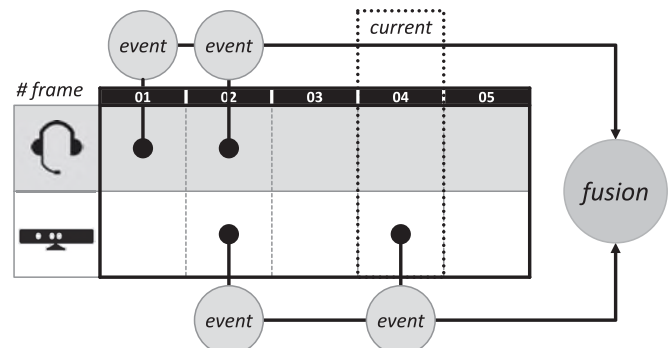 current
event event
# frame
01 02 03 04 05
fusion
event event